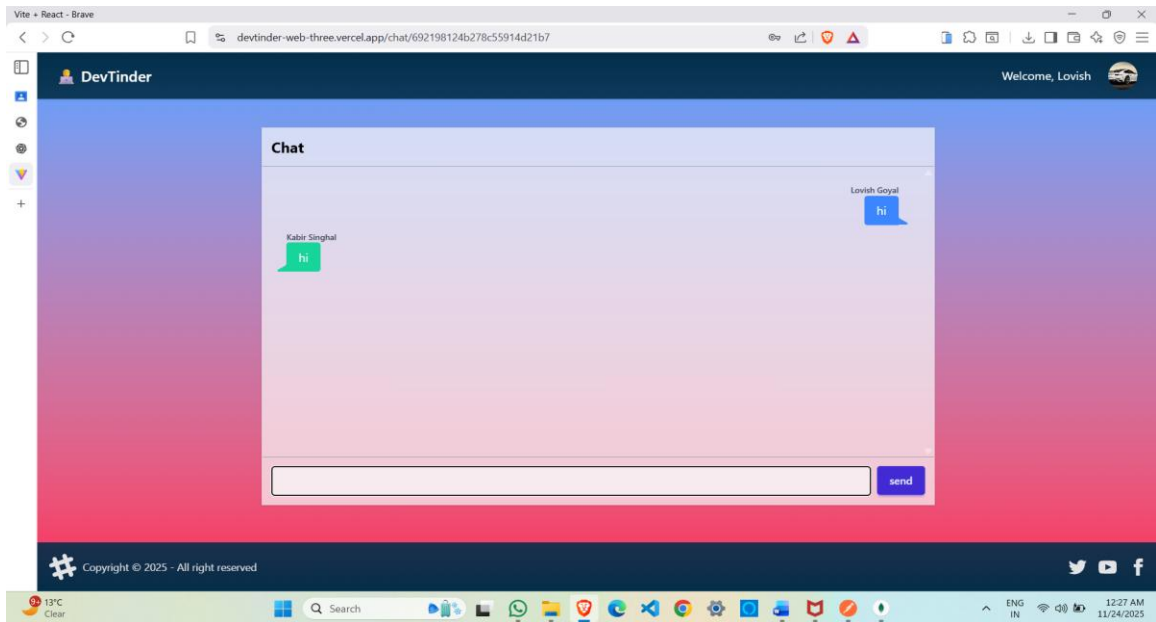 Vite + React - Brave
devtinder-web-three.vercel.app/chat/692198124b278c55914d21b7
DevTinder
Welcome, Lovish
Chat
Lovish Goyal
hi
Kabir Singhal
hi
send
Copyright © 2025 - All right reserved
9+
13°C
Clear
Search
ENG
IN
12:27 AM
11/24/2025